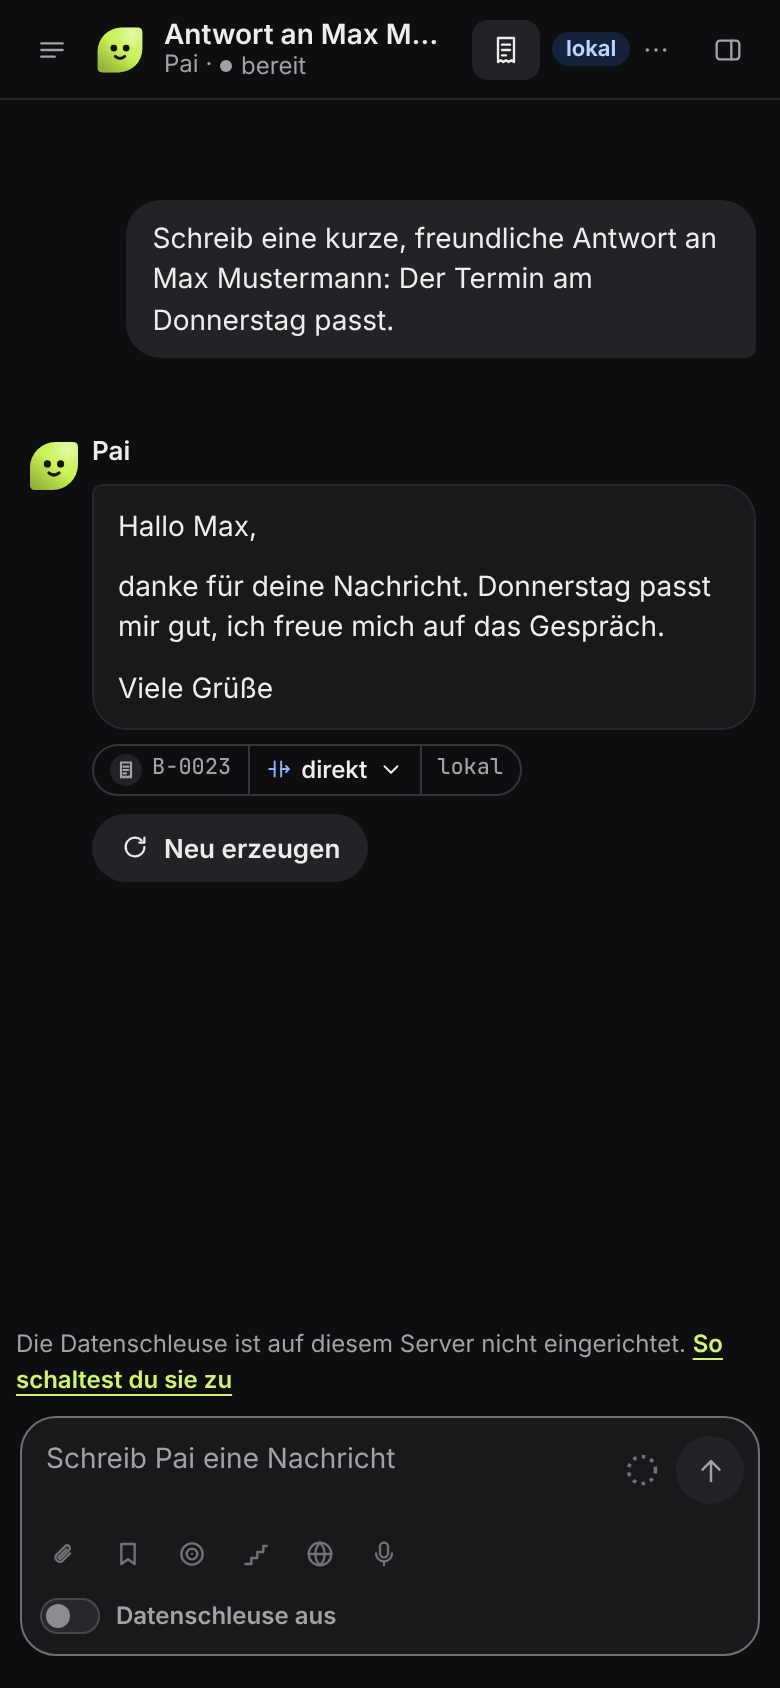 Antwort an Max M...
Pai · bereit
lokal
Schreib eine kurze, freundliche Antwort an
Max Mustermann: Der Termin am
Donnerstag passt.
Pai
Hallo Max,
danke für deine Nachricht. Donnerstag passt
mir gut, ich freue mich auf das Gespräch.
Viele Grüße
B-0023 direkt lokal
Neu erzeugen
Die Datenschleuse ist auf diesem Server nicht eingerichtet. So
schaltest du sie zu
Schreib Pai eine Nachricht
Datenschleuse aus